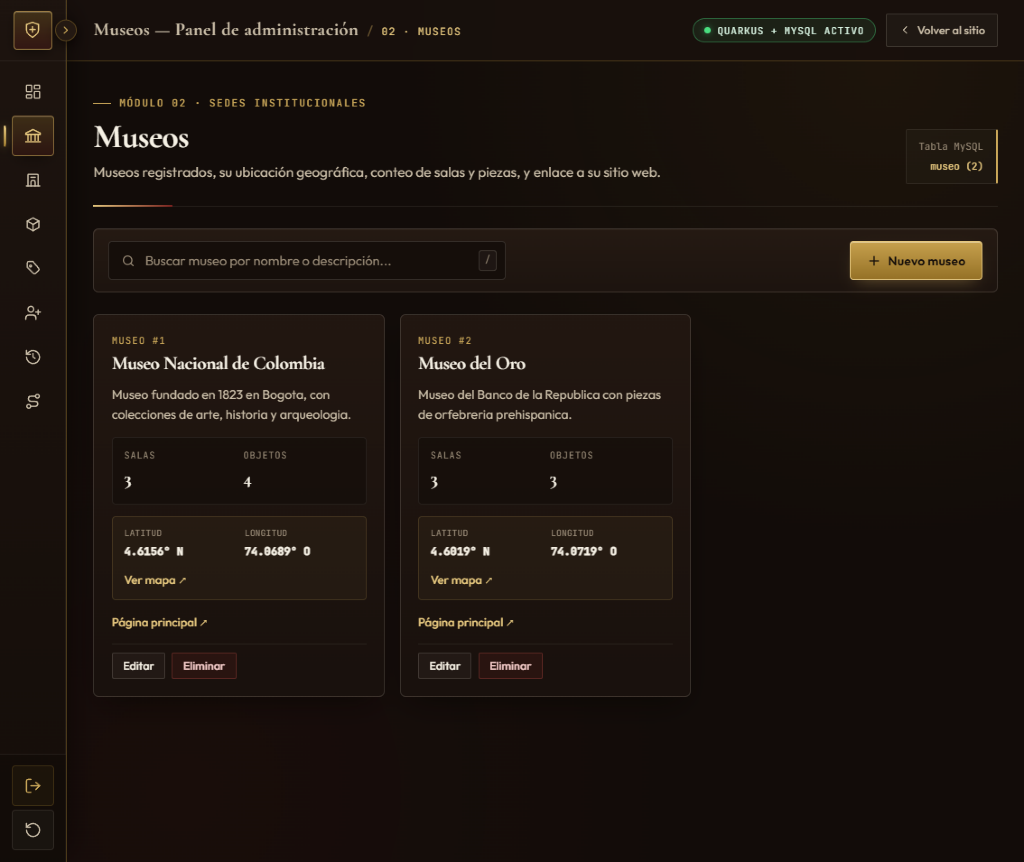 Museos — Panel de administración / 02 · MUSEOS
QUARKUS + MYSQL ACTIVO
Volver al sitio
MÓDULO 02 · SEDES INSTITUCIONALES
Museos
Museos registrados, su ubicación geográfica, conteo de salas y piezas, y enlace a su sitio web.
Tabla MySQL
museo (2)
Buscar museo por nombre o descripción...
/
+ Nuevo museo
MUSEO #1
Museo Nacional de Colombia
Museo fundado en 1823 en Bogota, con
colecciones de arte, historia y arqueologia.
SALAS OBJETOS
3 4
LATITUD LONGITUD
4.6156° N 74.0689° O
Ver mapa ↗
Página principal ↗
Editar Eliminar
MUSEO #2
Museo del Oro
Museo del Banco de la Republica con piezas
de orfebreria prehispanica.
SALAS OBJETOS
3 3
LATITUD LONGITUD
4.6019° N 74.0719° O
Ver mapa ↗
Página principal ↗
Editar Eliminar